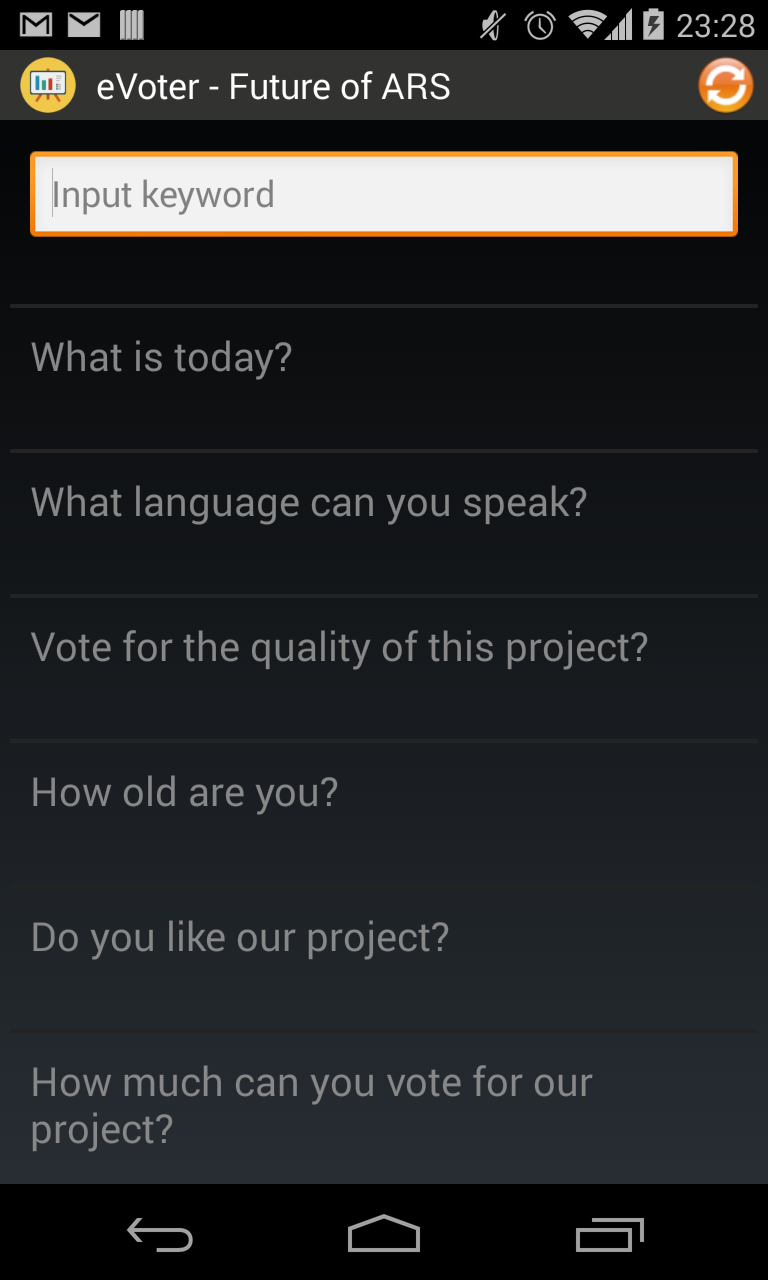 23:28
eVoter - Future of ARS
Input keyword
What is today?
What language can you speak?
Vote for the quality of this project?
How old are you?
Do you like our project?
How much can you vote for our
project?